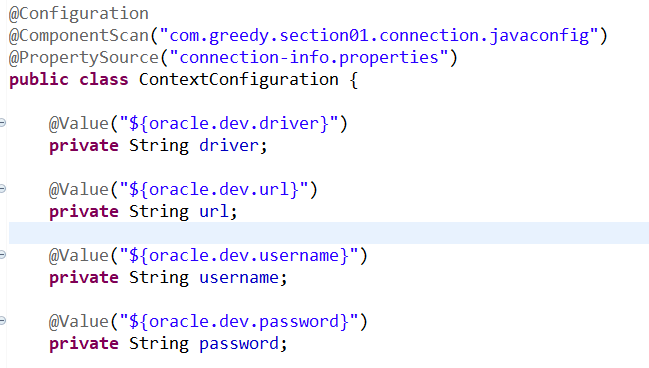 @Configuration
@ComponentScan("com.greedy.section01.connection.javaconfig")
@PropertySource("connection-info.properties")
public class ContextConfiguration {
@Value("${oracle.dev.driver}")
private String driver;
@Value("${oracle.dev.url}")
private String url;
@Value("${oracle.dev.username}")
private String username;
@Value("${oracle.dev.password}")
private String password;